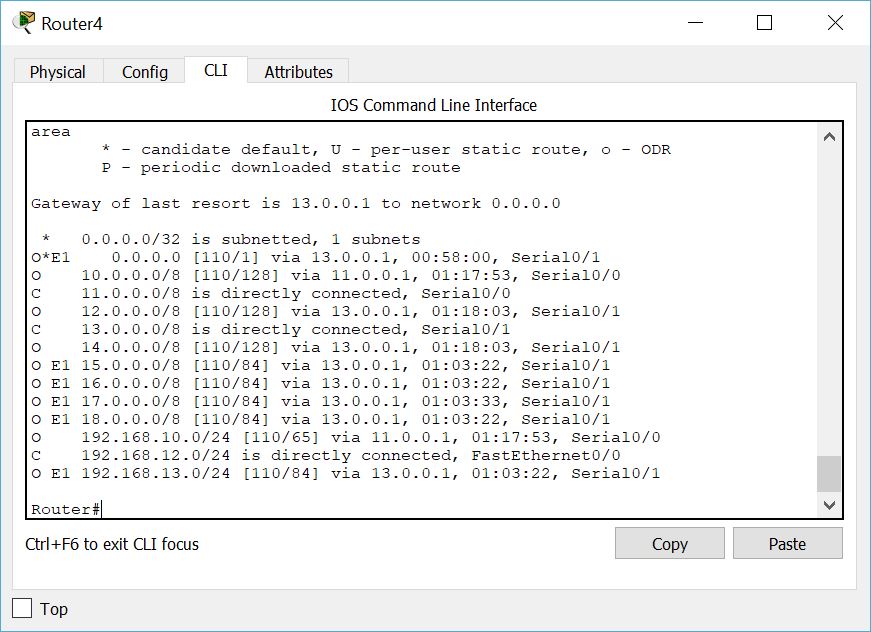 Router4
Physical Config CLI Attributes
IOS Command Line Interface
area
* - candidate default, U - per-user static route, o - ODR
P - periodic downloaded static route
Gateway of last resort is 13.0.0.1 to network 0.0.0.0
* 0.0.0.0/32 is subnetted, 1 subnets
O*E1 0.0.0.0 [110/1] via 13.0.0.1, 00:58:00, Serial0/1
O 10.0.0.0/8 [110/128] via 11.0.0.1, 01:17:53, Serial0/0
C 11.0.0.0/8 is directly connected, Serial0/0
O 12.0.0.0/8 [110/128] via 13.0.0.1, 01:18:03, Serial0/1
C 13.0.0.0/8 is directly connected, Serial0/1
O 14.0.0.0/8 [110/128] via 13.0.0.1, 01:18:03, Serial0/1
O E1 15.0.0.0/8 [110/84] via 13.0.0.1, 01:03:22, Serial0/1
O E1 16.0.0.0/8 [110/84] via 13.0.0.1, 01:03:22, Serial0/1
O E1 17.0.0.0/8 [110/84] via 13.0.0.1, 01:03:33, Serial0/1
O E1 18.0.0.0/8 [110/84] via 13.0.0.1, 01:03:22, Serial0/1
O 192.168.10.0/24 [110/65] via 11.0.0.1, 01:17:53, Serial0/0
C 192.168.12.0/24 is directly connected, FastEthernet0/0
O E1 192.168.13.0/24 [110/84] via 13.0.0.1, 01:03:22, Serial0/1
Router#
Ctrl+F6 to exit CLI focus
Copy Paste
Top